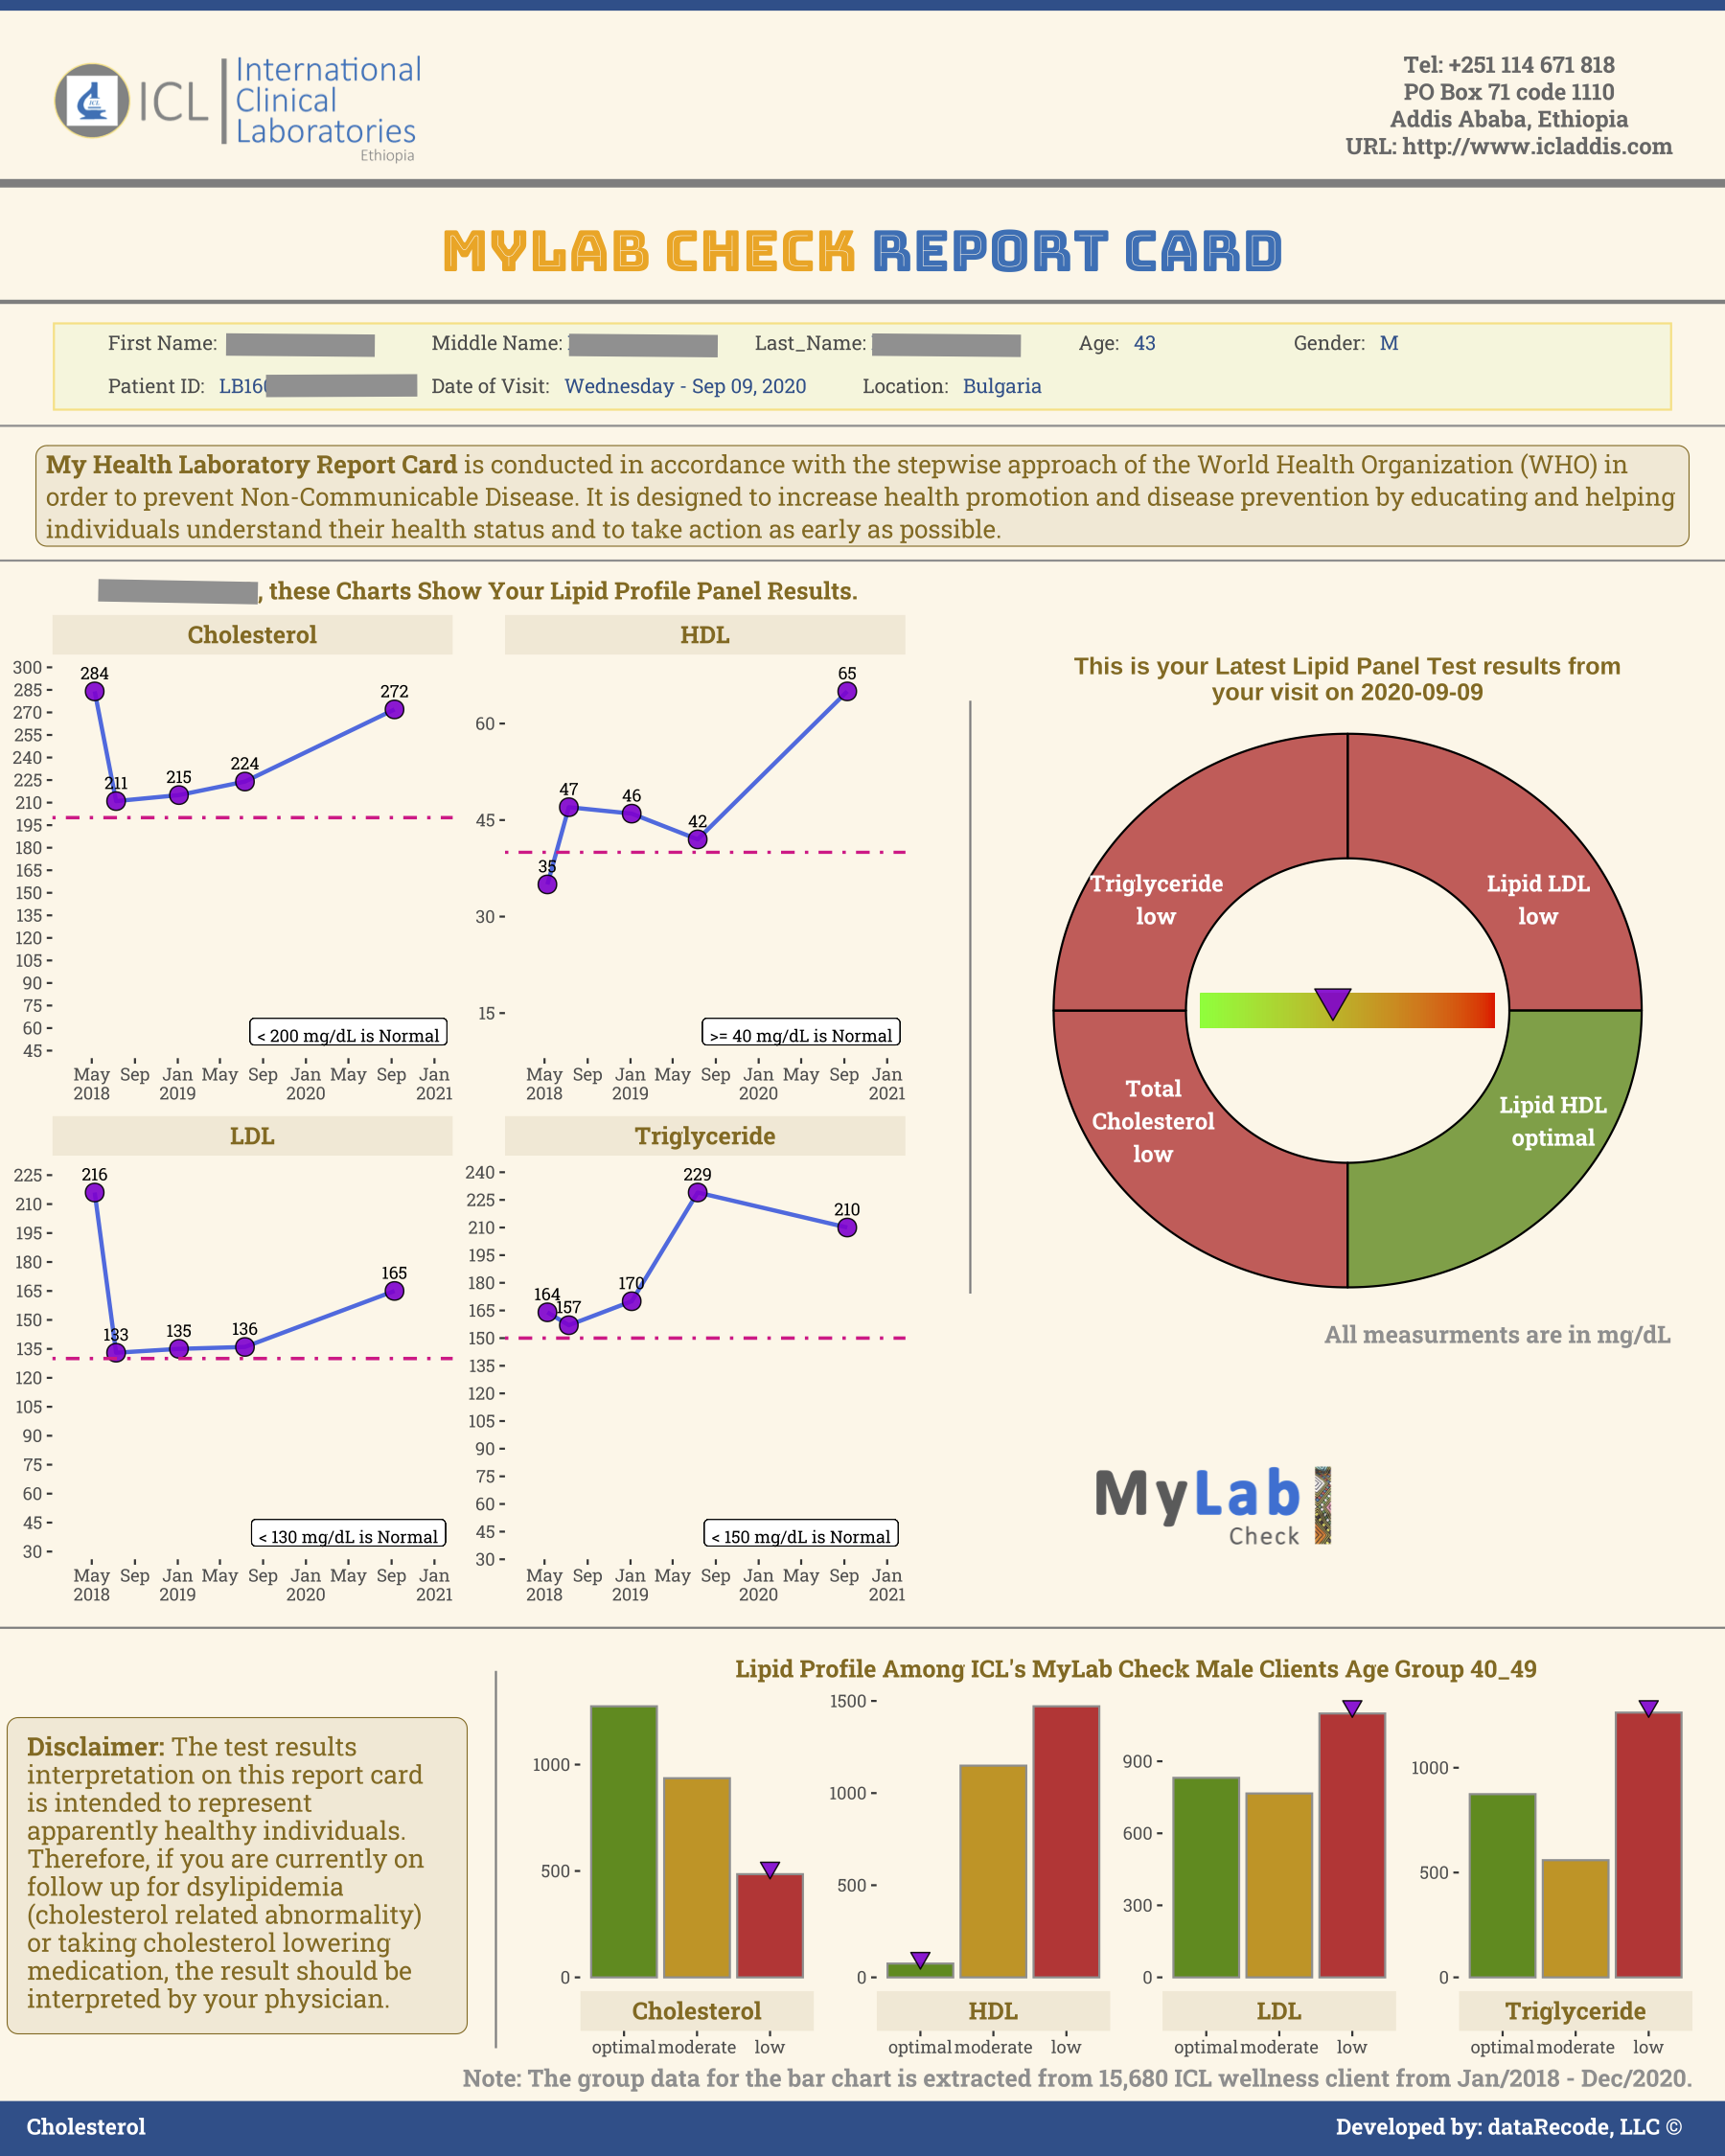 ICL
International
Clinical
Laboratories
Ethiopia
Tel: +251 114 671 818
PO Box 71 code 1110
Addis Ababa, Ethiopia
URL: http://www.icladdis.com
MYLAB CHECK REPORT CARD
First Name: Middle Name: Last_Name: Age: 43 Gender: M
Patient ID: LB160 Date of Visit: Wednesday - Sep 09, 2020 Location: Bulgaria
My Health Laboratory Report Card is conducted in accordance with the stepwise approach of the World Health Organization (WHO) in
order to prevent Non-Communicable Disease. It is designed to increase health promotion and disease prevention by educating and helping
individuals understand their health status and to take action as early as possible.
, these Charts Show Your Lipid Profile Panel Results.
Cholesterol
300
285
270
255
240
225
210
195
180
165
150
135
120
105
90
75
60
45
284
211
215
224
272
< 200 mg/dL is Normal
May Sep Jan May Sep Jan May Sep Jan
2018 2019 2020 2021
HDL
60
45
30
15
35
47
46
42
65
>= 40 mg/dL is Normal
May Sep Jan May Sep Jan May Sep Jan
2018 2019 2020 2021
LDL
225
210
195
180
165
150
135
120
105
90
75
60
45
30
216
133
135
136
165
< 130 mg/dL is Normal
May Sep Jan May Sep Jan May Sep Jan
2018 2019 2020 2021
Triglyceride
240
225
210
195
180
165
150
135
120
105
90
75
60
45
30
164
157
170
229
210
< 150 mg/dL is Normal
May Sep Jan May Sep Jan May Sep Jan
2018 2019 2020 2021
This is your Latest Lipid Panel Test results from
your visit on 2020-09-09
Triglyceride
low
Lipid LDL
low
Total
Cholesterol
low
Lipid HDL
optimal
All measurments are in mg/dL
MyLab
Check
Disclaimer: The test results
interpretation on this report card
is intended to represent
apparently healthy individuals.
Therefore, if you are currently on
follow up for dsylipidemia
(cholesterol related abnormality)
or taking cholesterol lowering
medication, the result should be
interpreted by your physician.
Lipid Profile Among ICL's MyLab Check Male Clients Age Group 40_49
1000
500
0
Cholesterol
optimal moderate low
1500
1000
500
0
HDL
optimal moderate low
900
600
300
0
LDL
optimal moderate low
1000
500
0
Triglyceride
optimal moderate low
Note: The group data for the bar chart is extracted from 15,680 ICL wellness client from Jan/2018 - Dec/2020.
Cholesterol
Developed by: dataRecode, LLC ©